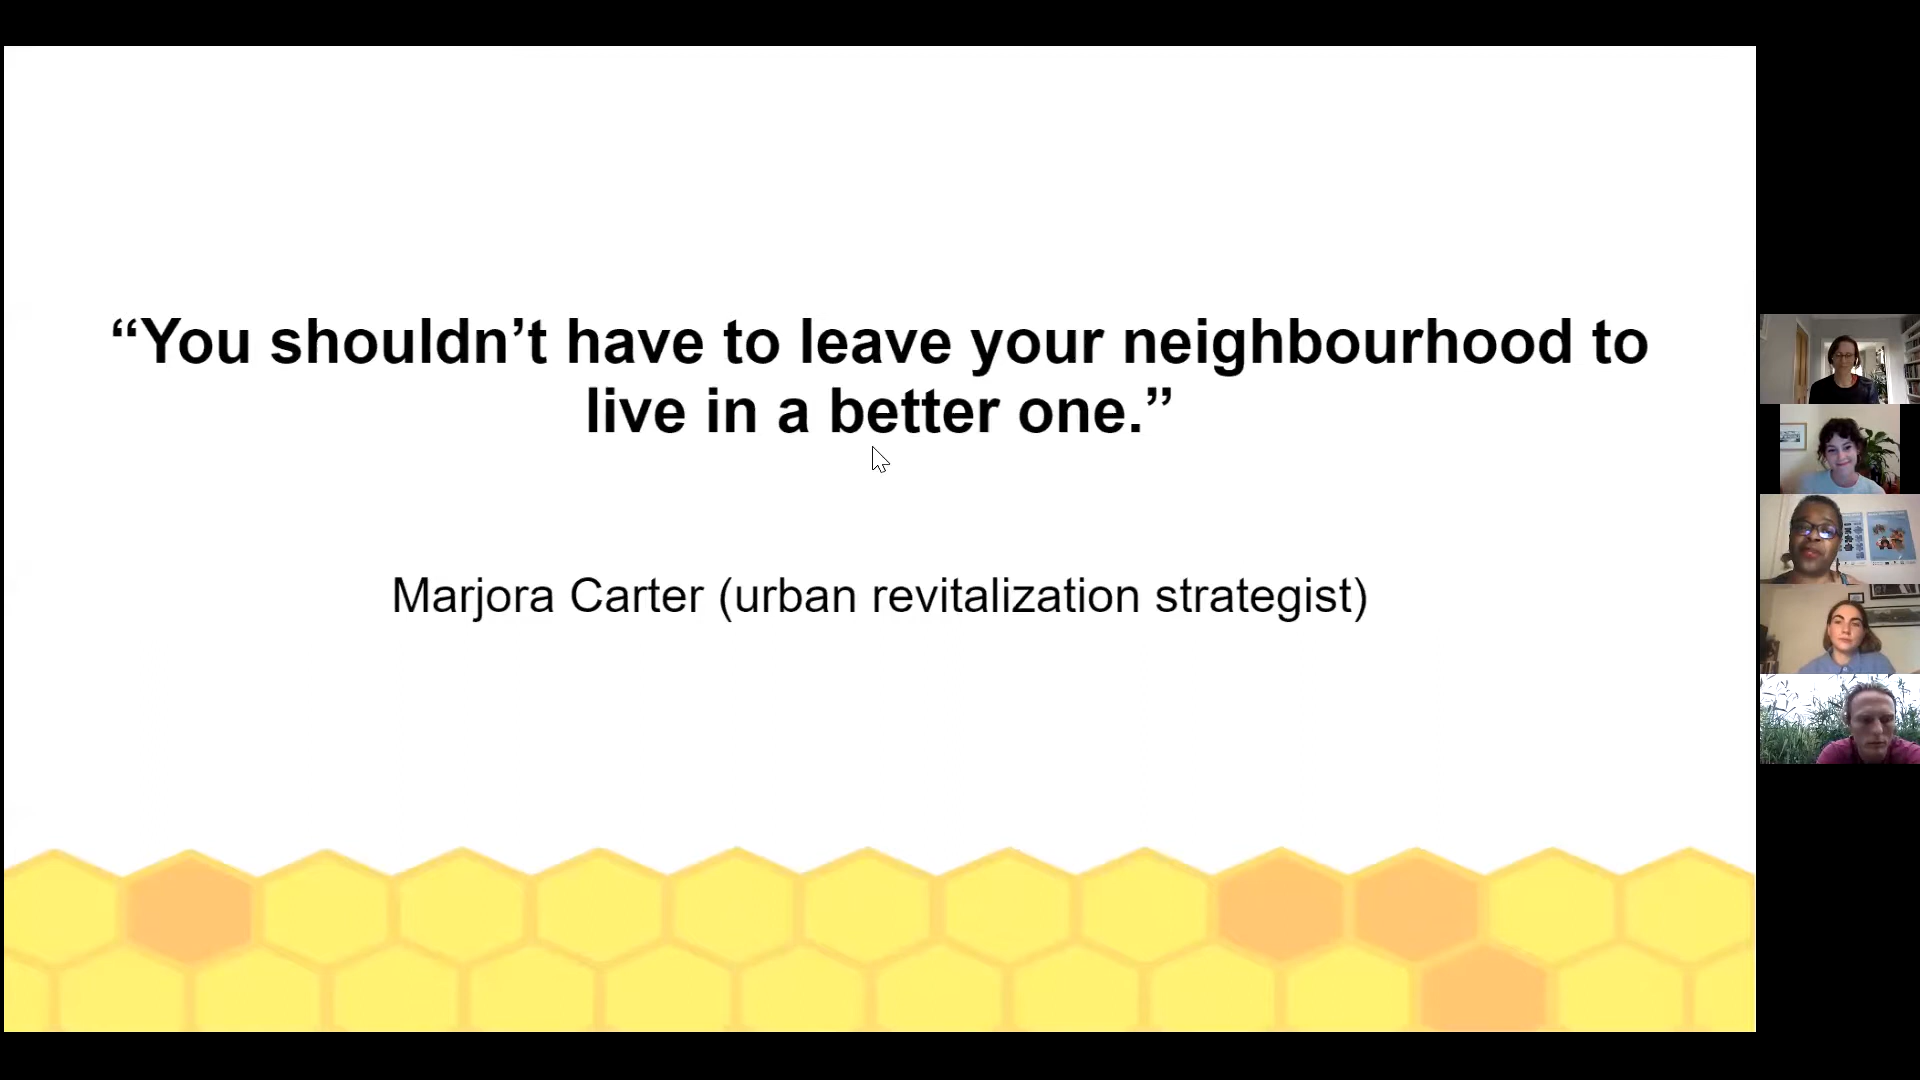 “You shouldn’t have to leave your neighbourhood to
live in a better one.”
Marjora Carter (urban revitalization strategist)